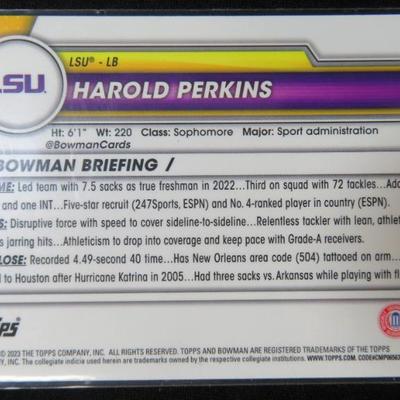 LSU
LSU® - LB
HAROLD PERKINS
Ht: 6'1" Wt: 220 Class: Sophomore Major: Sport administration
@BowmanCards
BOWMAN BRIEFING /
ME: Led team with 7.5 sacks as true freshman in 2022...Third on squad with 72 tackles...Ad
and one INT...Five-star recruit (247Sports, ESPN) and No. 4-ranked player in country (ESPN).
S: Disruptive force with speed to cover sideline-to-sideline...Relentless tackler with lean, athlet
s jarring hits...Athleticism to drop into coverage and keep pace with Grade-A receivers.
LOSE: Recorded 4.49-second 40 time...Has New Orleans area code (504) tattooed on arm...
d to Houston after Hurricane Katrina in 2005...Had three sacks vs. Arkansas while playing with fl
pps
© 2023 THE TOPPS COMPANY, INC. ALL RIGHTS RESERVED. TOPPS AND BOWMAN ARE REGISTERED TRADEMARKS OF THE TOPPS
ANY, INC. The collegiate indicia used herein are trademarks owned by the respective collegiate institutions. WWW.TOPPS.COM. CODE#CMP